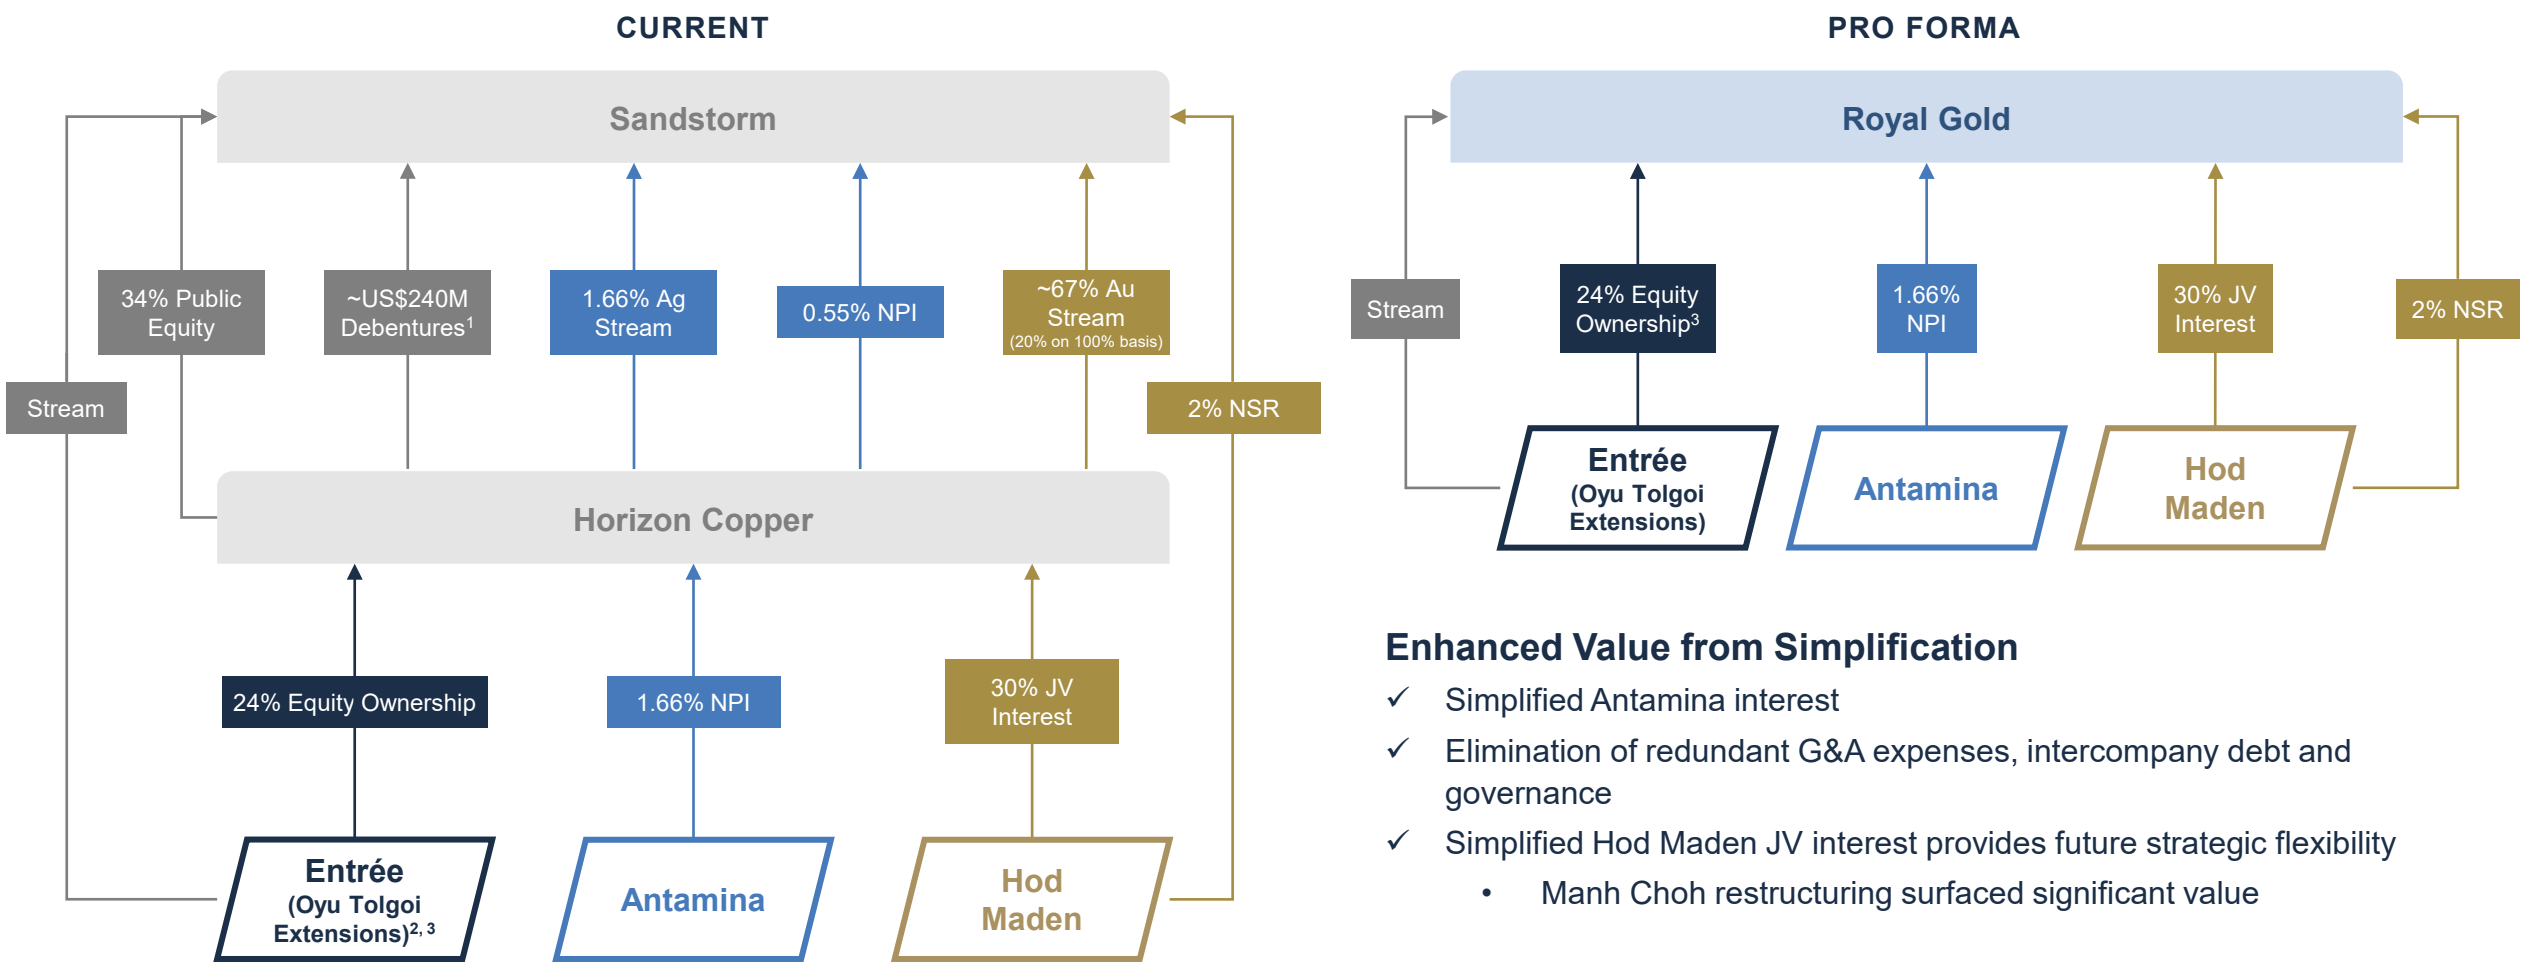 CURRENT
Sandstorm
34% Public
Equity
~US$240M
Debentures1
1.66% Ag
Stream
0.55% NPI
~67% Au
Stream
(20% on 100% basis)
Stream
2% NSR
Horizon Copper
24% Equity Ownership
1.66% NPI
30% JV
Interest
Entrée
(Oyu Tolgoi
Extensions)2, 3
Antamina
Hod
Maden
PRO FORMA
Royal Gold
Stream
24% Equity
Ownership3
1.66%
NPI
30% JV
Interest
2% NSR
Entrée
(Oyu Tolgoi
Extensions)
Antamina
Hod
Maden
Enhanced Value from Simplification
✓ Simplified Antamina interest
✓ Elimination of redundant G&A expenses, intercompany debt and
governance
✓ Simplified Hod Maden JV interest provides future strategic flexibility
• Manh Choh restructuring surfaced significant value